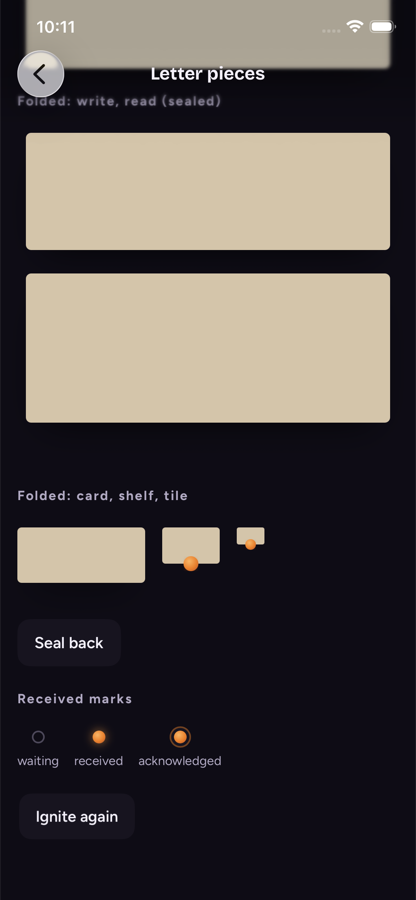 10:11
Letter pieces
Folded: write, read (sealed)
Folded: card, shelf, tile
Seal back
Received marks
waiting received acknowledged
Ignite again